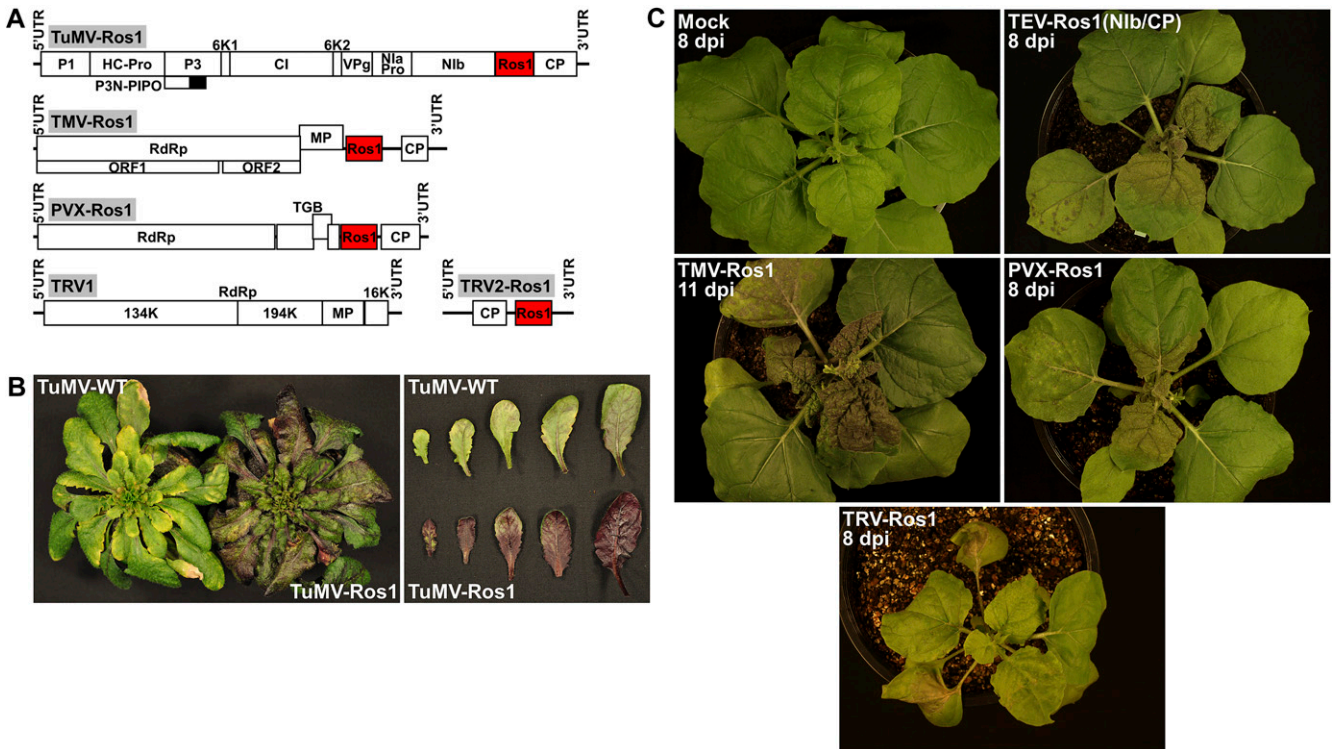 A
5'UTR
TuMV-Ros1
6K1
6K2
3'UTR
P1
HC-Pro
P3
CI
VPg
NIa
Pro
NIb
Ros1
CP
P3N-PIPO
5'UTR
TMV-Ros1
MP
3'UTR
RdRp
Ros1
CP
ORF1
ORF2
5'UTR
PVX-Ros1
TGB
3'UTR
RdRp
Ros1
CP
5'UTR
TRV1
RdRp
16K
3'UTR
134K
194K
MP
5'UTR
TRV2-Ros1
3'UTR
CP
Ros1
B
TuMV-WT
TuMV-Ros1
TuMV-WT
TuMV-Ros1
C
Mock
8 dpi
TEV-Ros1(NIb/CP)
8 dpi
TMV-Ros1
11 dpi
PVX-Ros1
8 dpi
TRV-Ros1
8 dpi